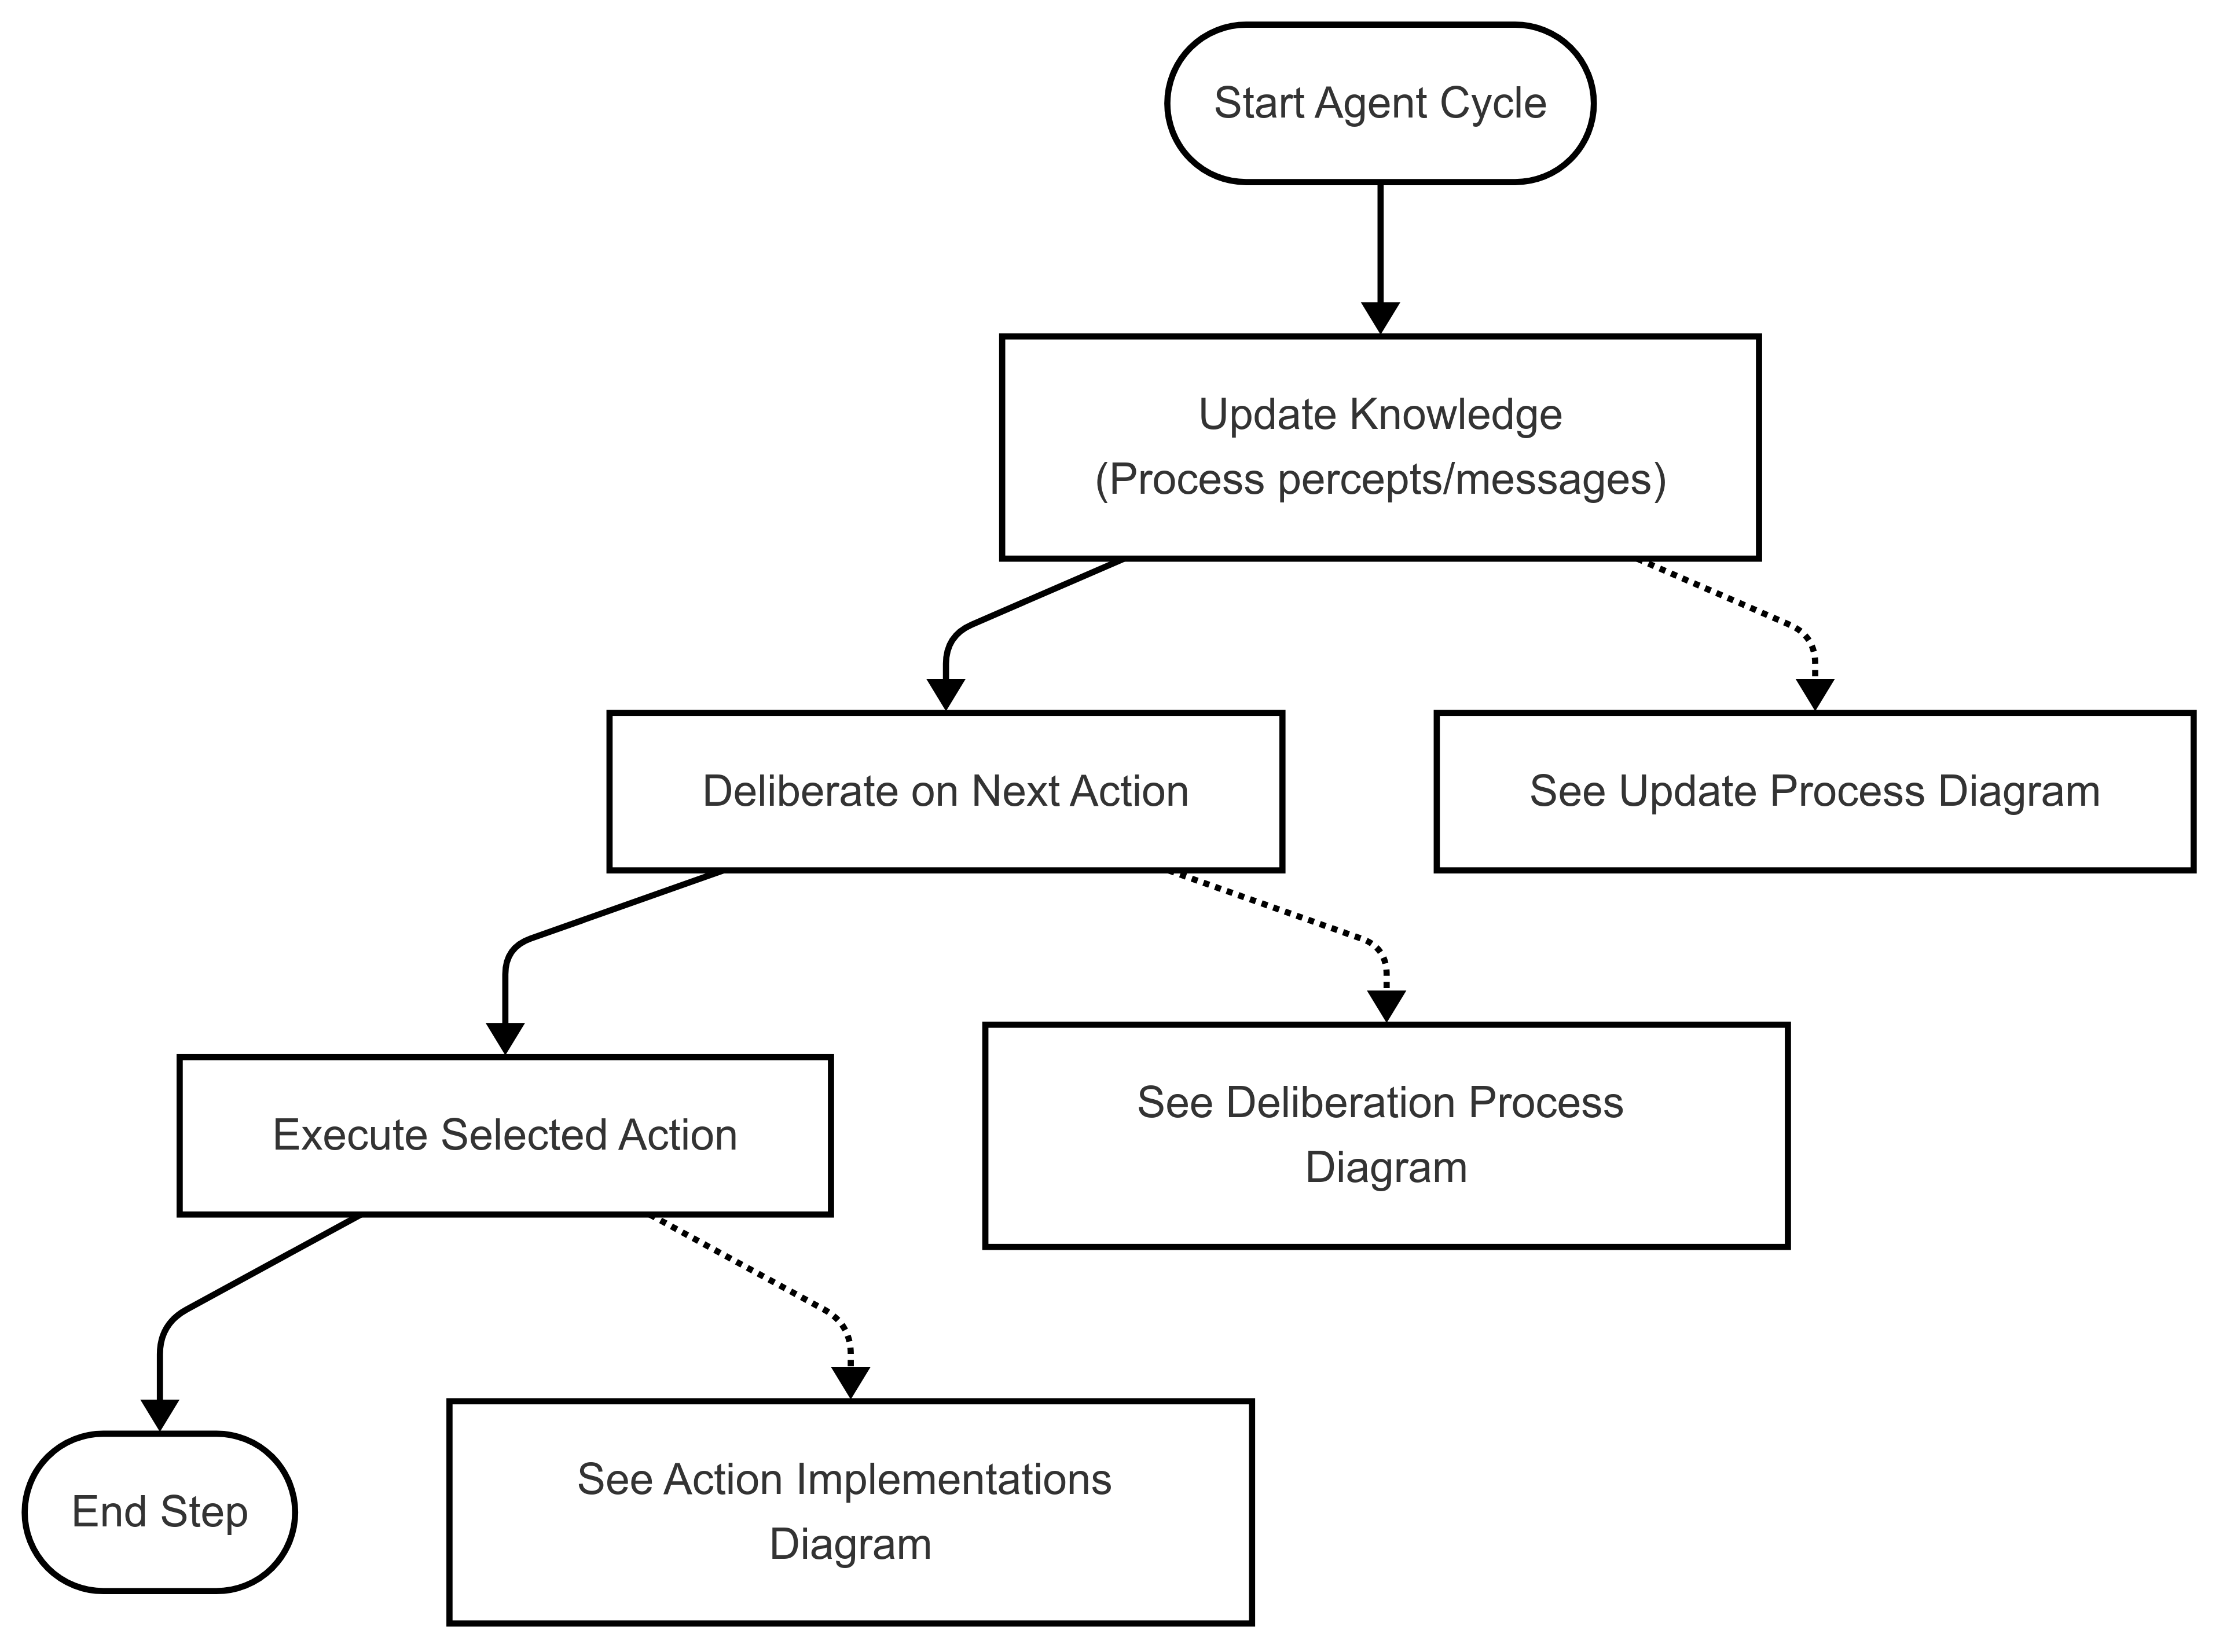 Start Agent Cycle
Update Knowledge
(Process percepts/messages)
Deliberate on Next Action
See Update Process Diagram
Execute Selected Action
See Deliberation Process
Diagram
End Step
See Action Implementations
Diagram